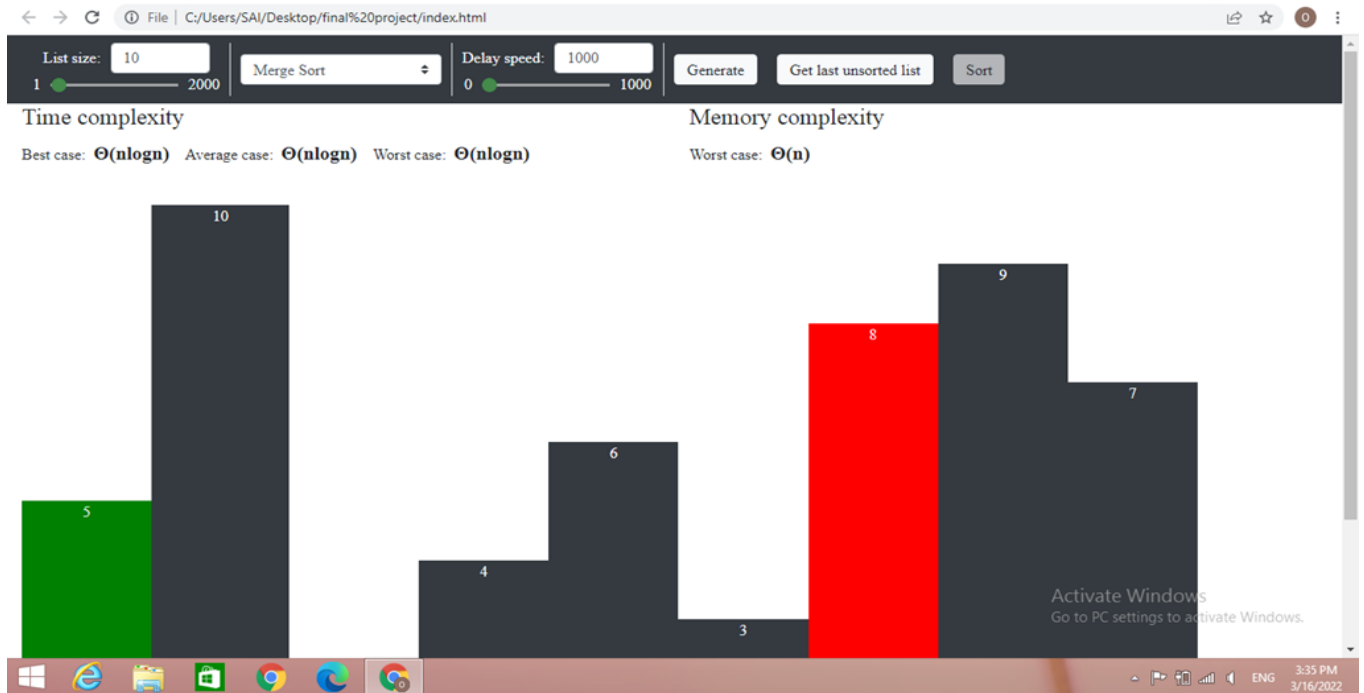 File | C:/Users/SAI/Desktop/final%20project/index.html
O
List size: 10
1 2000
Merge Sort
Delay speed: 1000
0 1000
Generate
Get last unsorted list
Sort
Time complexity
Best case: Θ(nlogn) Average case: Θ(nlogn) Worst case: Θ(nlogn)
Memory complexity
Worst case: Θ(n)
5
10
4
6
3
8
9
7
Activate Windows
Go to PC settings to activate Windows.
ENG
3:35 PM
3/16/2022